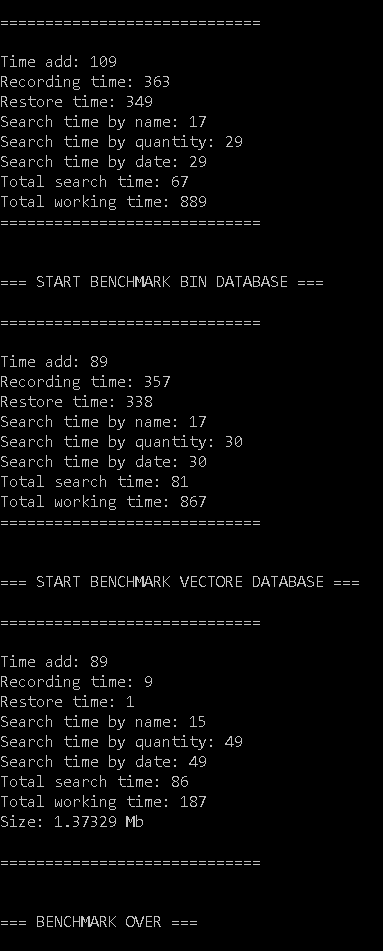 =============================
Time add: 109
Recording time: 363
Restore time: 349
Search time by name: 17
Search time by quantity: 29
Search time by date: 29
Total search time: 67
Total working time: 889
=============================
=== START BENCHMARK BIN DATABASE ===
=============================
Time add: 89
Recording time: 357
Restore time: 338
Search time by name: 17
Search time by quantity: 30
Search time by date: 30
Total search time: 81
Total working time: 867
=============================
=== START BENCHMARK VECTORE DATABASE ===
=============================
Time add: 89
Recording time: 9
Restore time: 1
Search time by name: 15
Search time by quantity: 49
Search time by date: 49
Total search time: 86
Total working time: 187
Size: 1.37329 Mb
=============================
=== BENCHMARK OVER ===